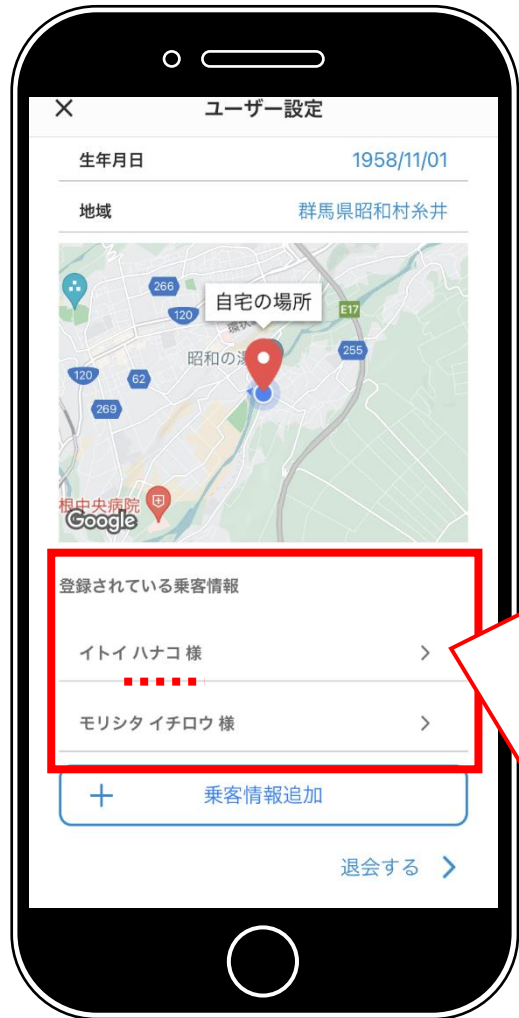 ユーザー設定
生年月日 1958/11/01
地域 群馬県昭和村糸井
266
自宅の場所
120
E17
昭和の湯
255
120
62
269
根中央病院
Google
登録されている乗客情報
イトイ ハナコ 様
モリシタ イチロウ 様
乗客情報追加
退会する